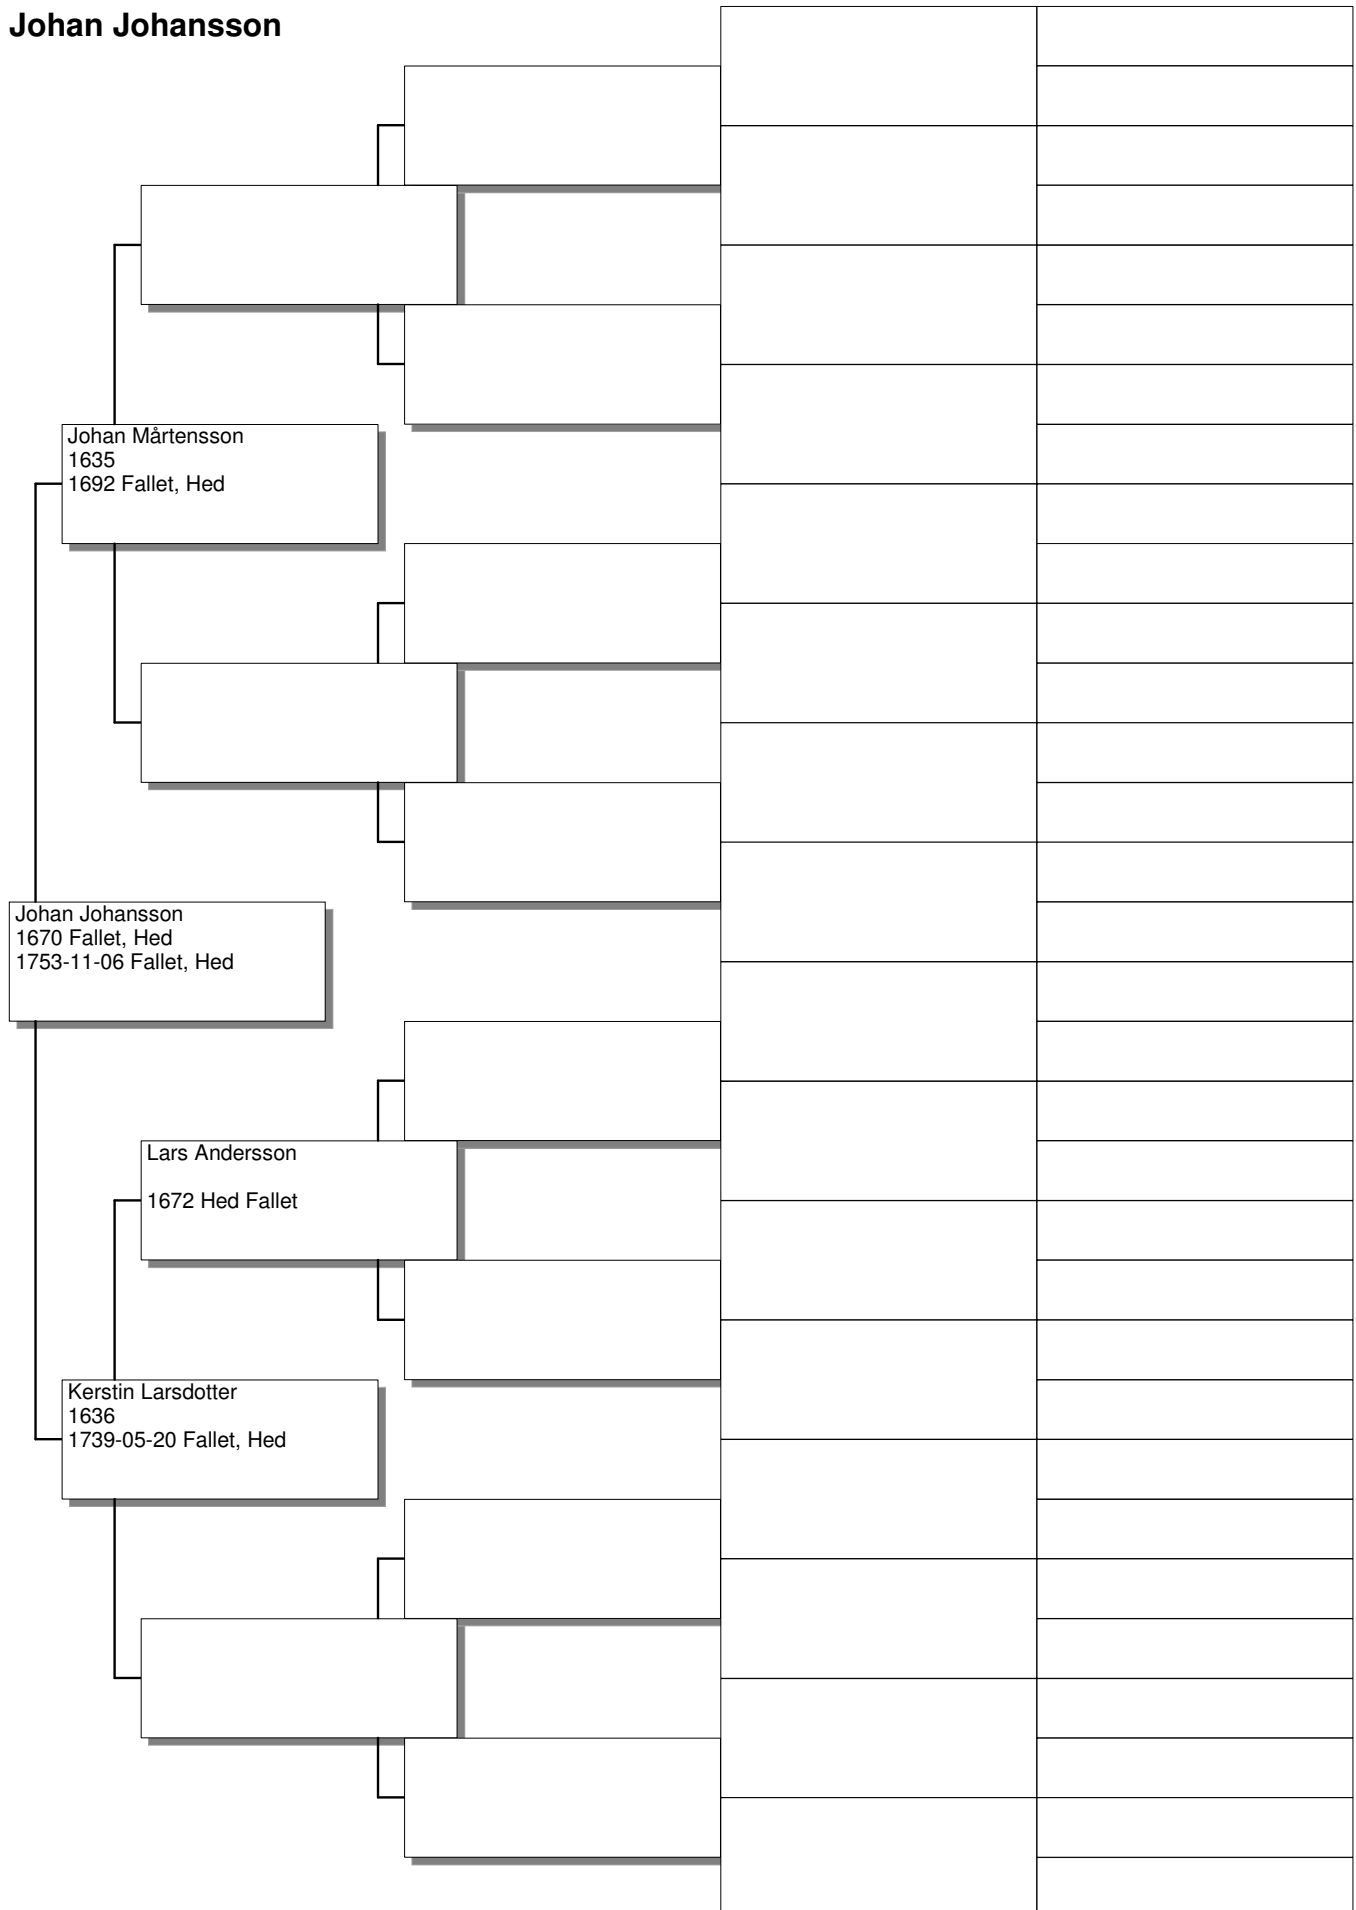 Johan Johansson
Johan Mårtensson
1635
1692 Fallet, Hed
Johan Johansson
1670 Fallet, Hed
1753-11-06 Fallet, Hed
Lars Andersson
1672 Hed Fallet
Kerstin Larsdotter
1636
1739-05-20 Fallet, Hed